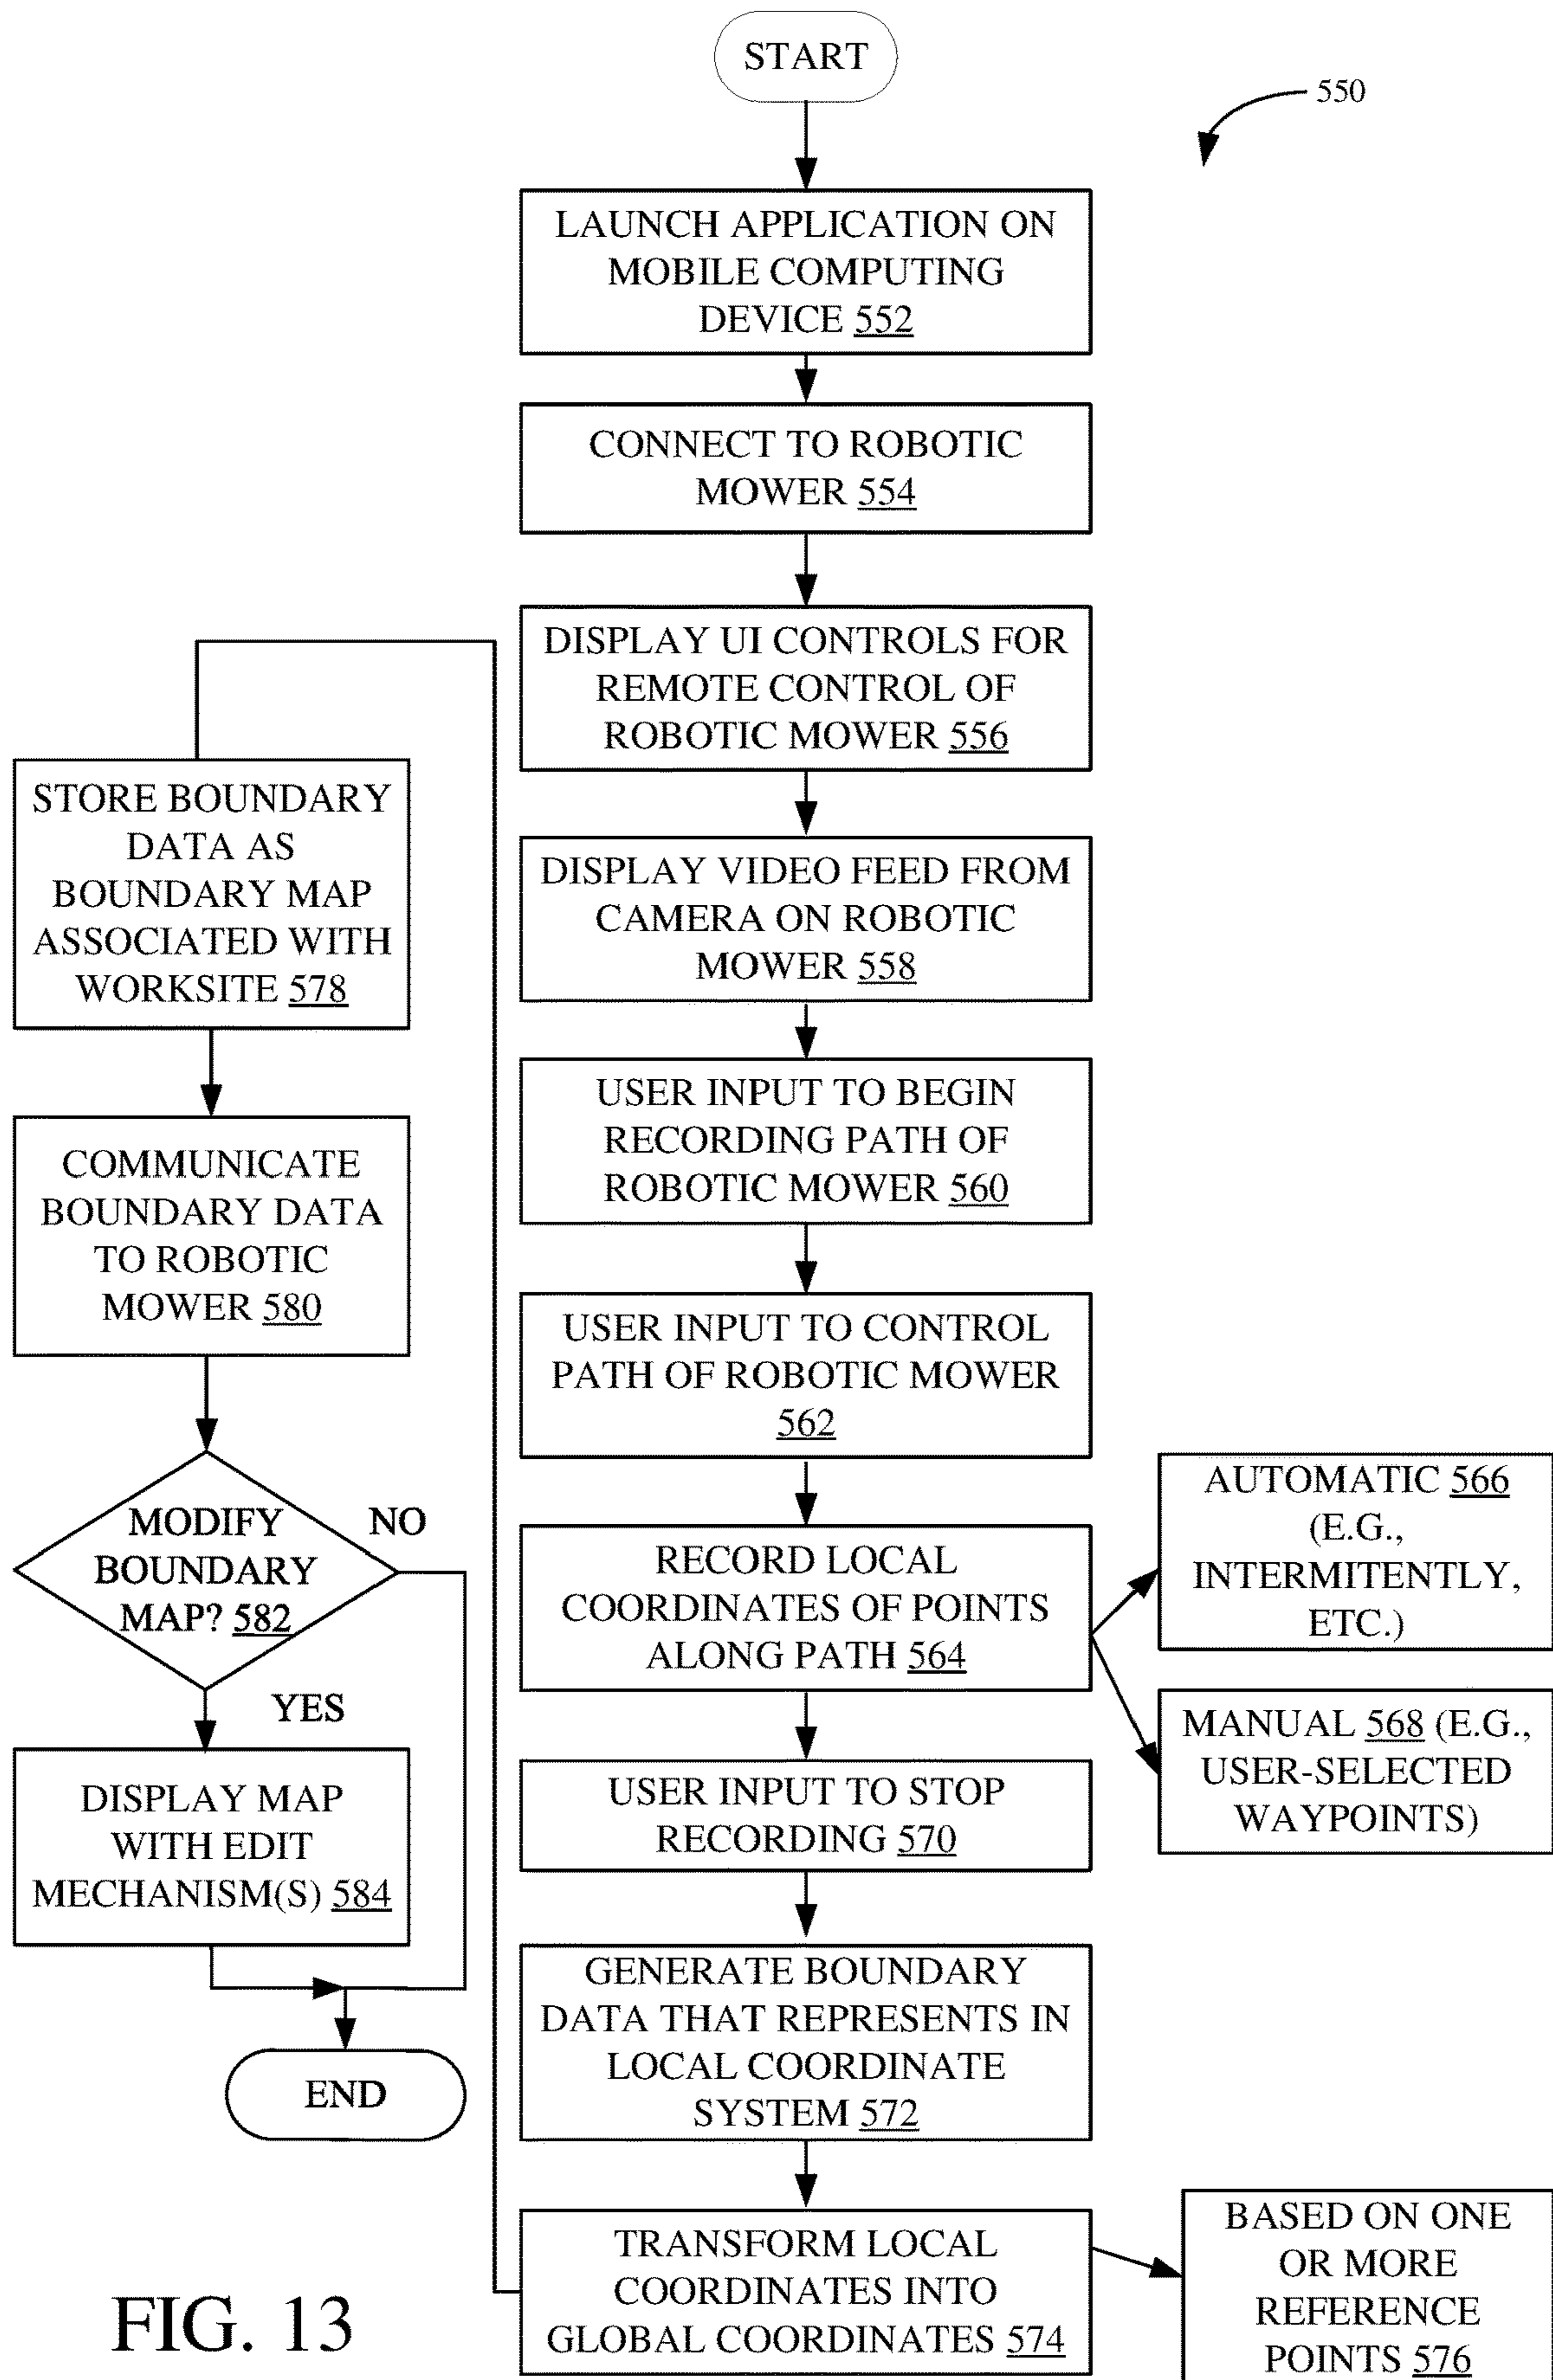 START
550
LAUNCH APPLICATION ON
MOBILE COMPUTING
DEVICE 552
CONNECT TO ROBOTIC
MOWER 554
DISPLAY UI CONTROLS FOR
REMOTE CONTROL OF
ROBOTIC MOWER 556
DISPLAY VIDEO FEED FROM
CAMERA ON ROBOTIC
MOWER 558
USER INPUT TO BEGIN
RECORDING PATH OF
ROBOTIC MOWER 560
USER INPUT TO CONTROL
PATH OF ROBOTIC MOWER
562
RECORD LOCAL
COORDINATES OF POINTS
ALONG PATH 564
AUTOMATIC 566
(E.G.,
INTERMITENTLY,
ETC.)
MANUAL 568 (E.G.,
USER-SELECTED
WAYPOINTS)
USER INPUT TO STOP
RECORDING 570
GENERATE BOUNDARY
DATA THAT REPRESENTS IN
LOCAL COORDINATE
SYSTEM 572
TRANSFORM LOCAL
COORDINATES INTO
GLOBAL COORDINATES 574
BASED ON ONE
OR MORE
REFERENCE
POINTS 576
STORE BOUNDARY
DATA AS
BOUNDARY MAP
ASSOCIATED WITH
WORKSITE 578
COMMUNICATE
BOUNDARY DATA
TO ROBOTIC
MOWER 580
MODIFY
BOUNDARY
MAP? 582
NO
YES
DISPLAY MAP
WITH EDIT
MECHANISM(S) 584
END
FIG. 13